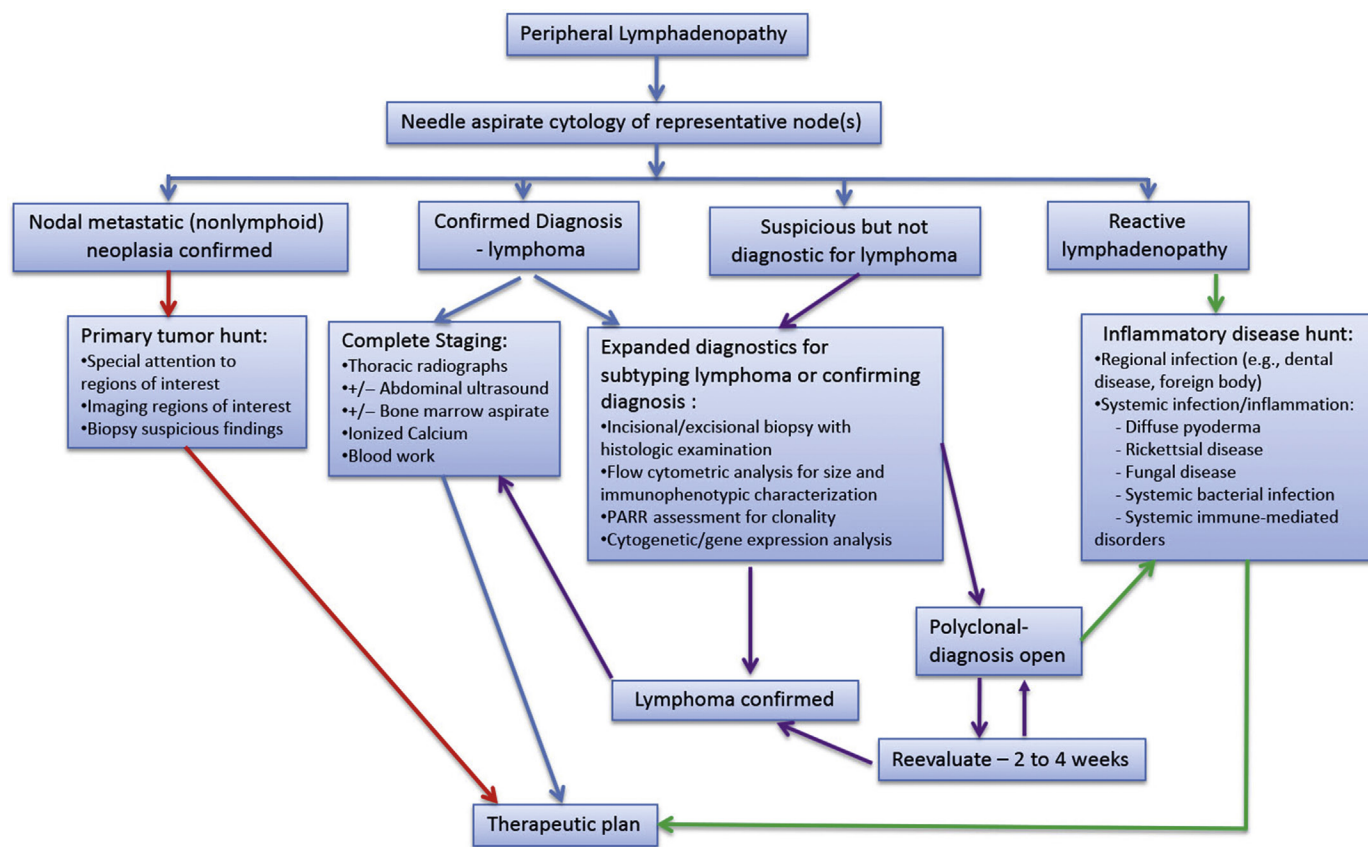 Peripheral Lymphadenopathy
Needle aspirate cytology of representative node(s)
Nodal metastatic (nonlymphoid)
neoplasia confirmed
Confirmed Diagnosis
- lymphoma
Suspicious but not
diagnostic for lymphoma
Reactive
lymphadenopathy
Primary tumor hunt:
•Special attention to
regions of interest
•Imaging regions of interest
•Biopsy suspicious findings
Complete Staging:
•Thoracic radiographs
•+/– Abdominal ultrasound
•+/– Bone marrow aspirate
•Ionized Calcium
•Blood work
Expanded diagnostics for
subtyping lymphoma or confirming
diagnosis :
•Incisional/excisional biopsy with
histologic examination
•Flow cytometric analysis for size and
immunophenotypic characterization
•PARR assessment for clonality
•Cytogenetic/gene expression analysis
Inflammatory disease hunt:
•Regional infection (e.g., dental
disease, foreign body)
•Systemic infection/inflammation:
- Diffuse pyoderma
- Rickettsial disease
- Fungal disease
- Systemic bacterial infection
- Systemic immune-mediated
disorders
Polyclonal-
diagnosis open
Lymphoma confirmed
Reevaluate – 2 to 4 weeks
Therapeutic plan